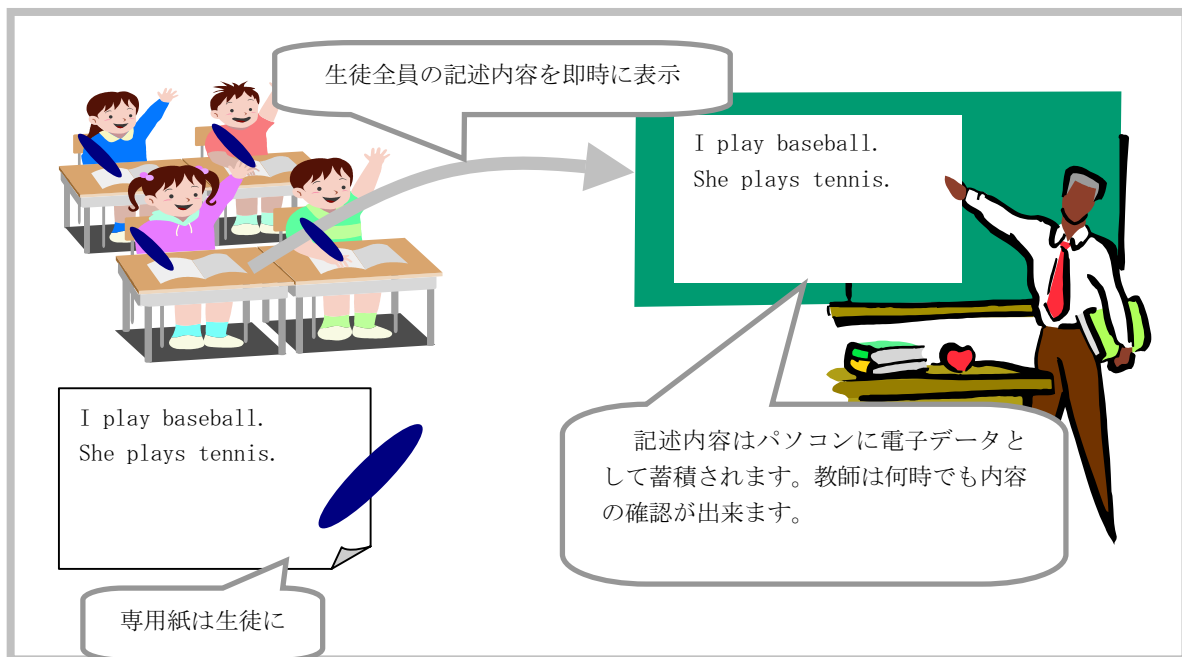 生徒全員の記述内容を即時に表示
I play baseball.
She plays tennis.
I play baseball.
She plays tennis.
記述内容はパソコンに電子データと
して蓄積されます。教師は何時でも内容
の確認が出来ます。
専用紙は生徒に